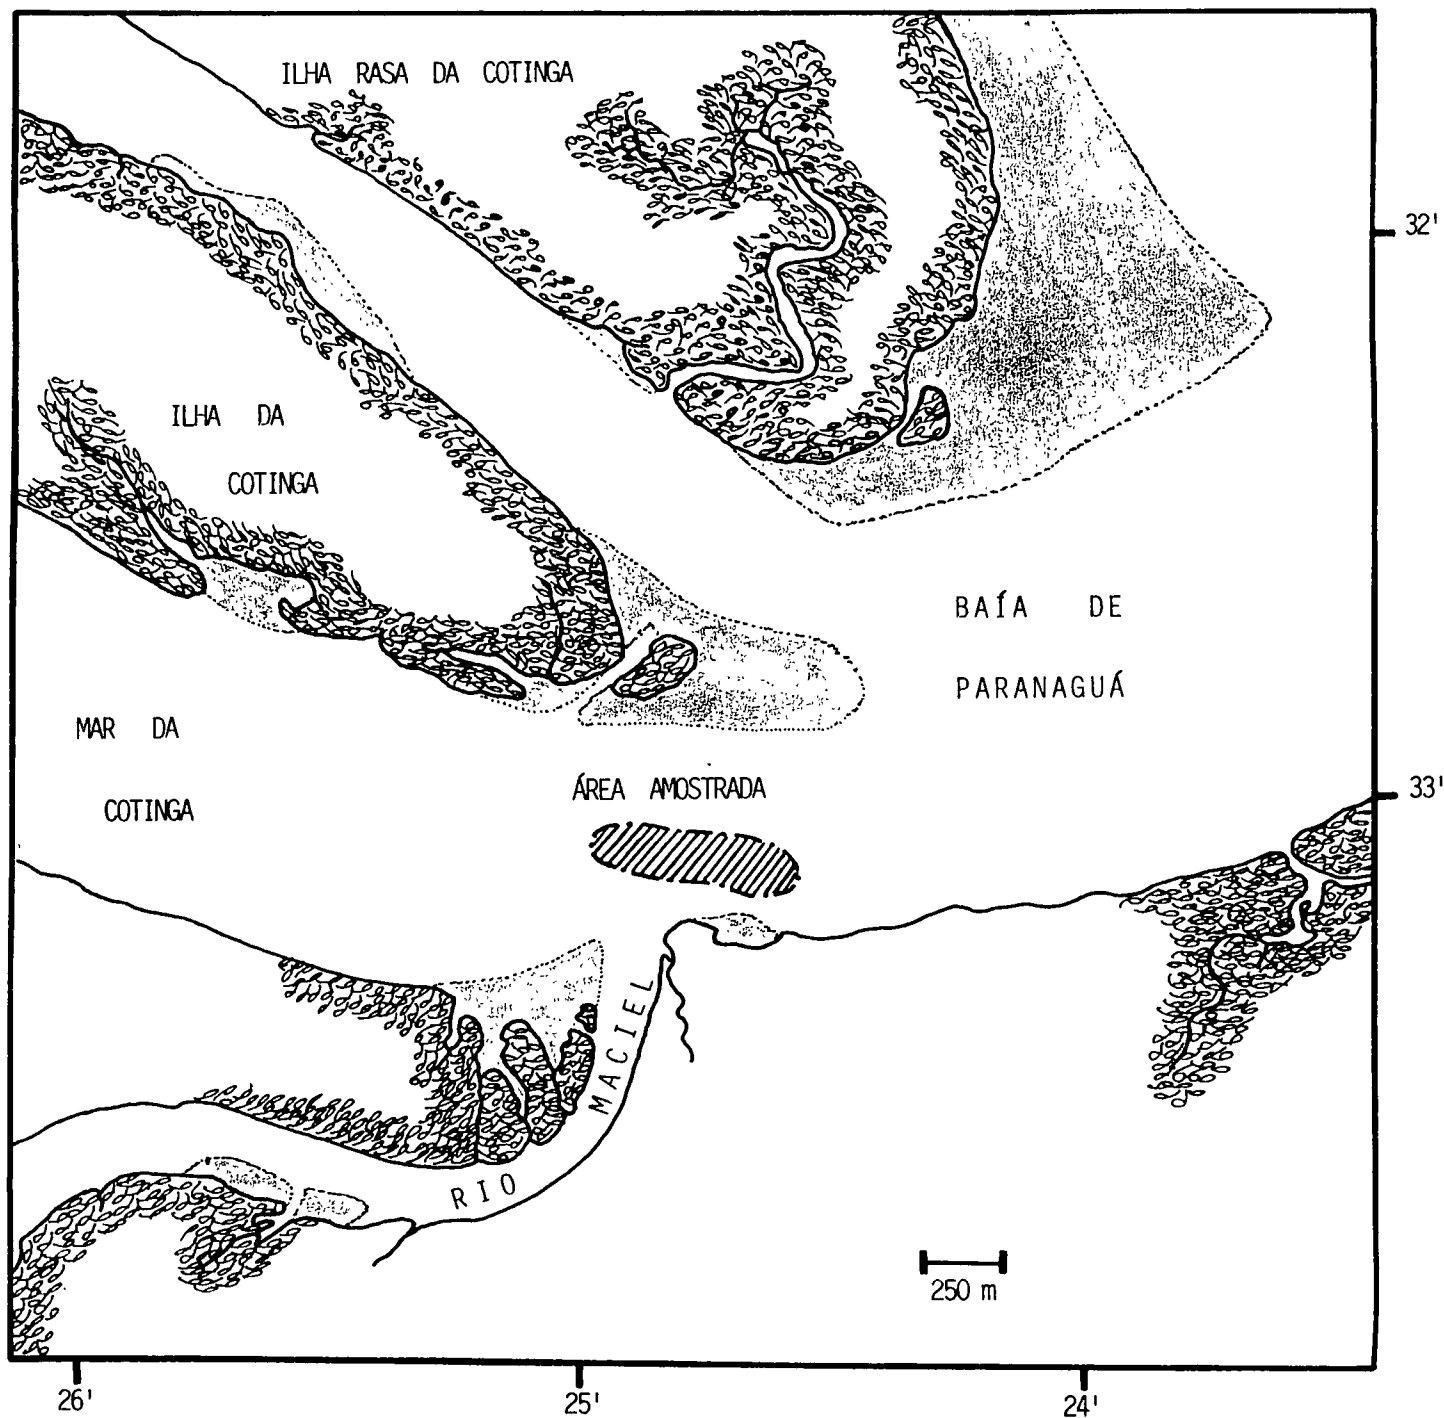 ILHA RASA DA COTINGA
32'
ILHA DA
COTINGA
BAÍA DE
PARANAGUÁ
MAR DA
COTINGA
ÁREA AMOSTRADA
33'
RIO MACIEL
250 m
26' 25' 24'